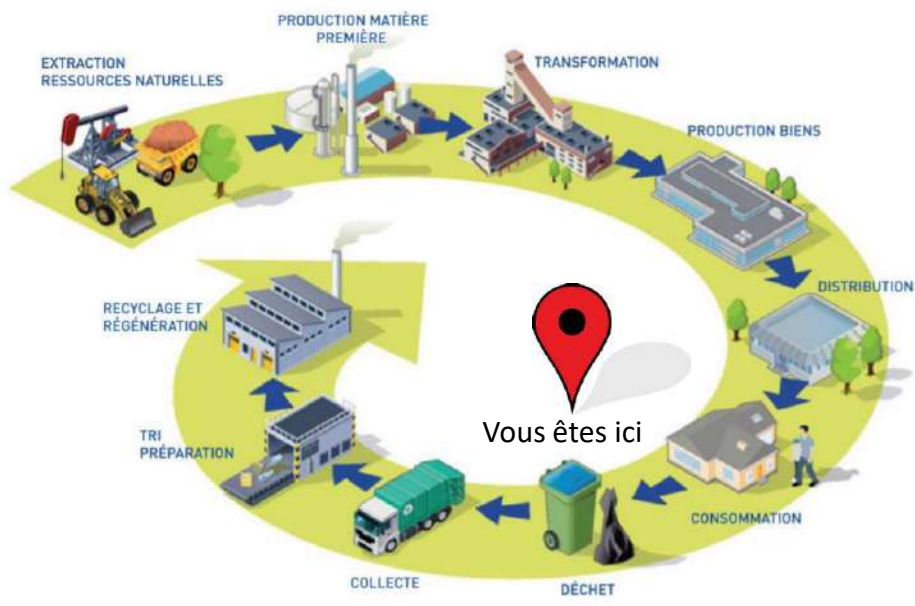 PRODUCTION MATIÈRE
PREMIÈRE
EXTRACTION
RESSOURCES NATURELLES
TRANSFORMATION
PRODUCTION BIENS
DISTRIBUTION
RECYCLAGE ET
RÉGÉNÉRATION
Vous êtes ici
TRI
PRÉPARATION
CONSOMMATION
COLLECTE
DÉCHET